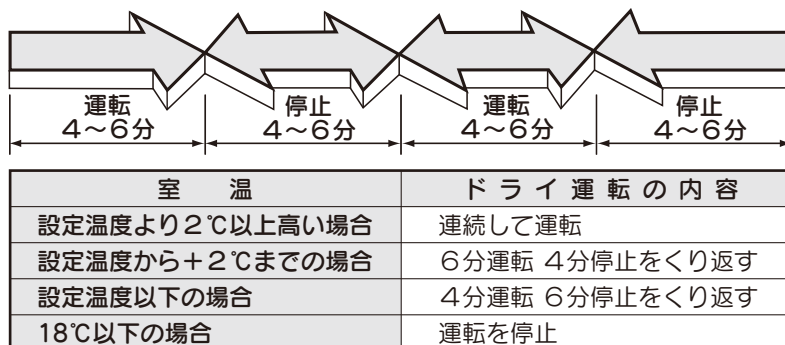 運転 停止 運転 停止
4〜6分 4〜6分 4〜6分 4〜6分
室 温 ドライ運転の内容
設定温度より2℃以上高い場合 連続して運転
設定温度から+2℃までの場合 6分運転 4分停止をくり返す
設定温度以下の場合 4分運転 6分停止をくり返す
18℃以下の場合 運転を停止